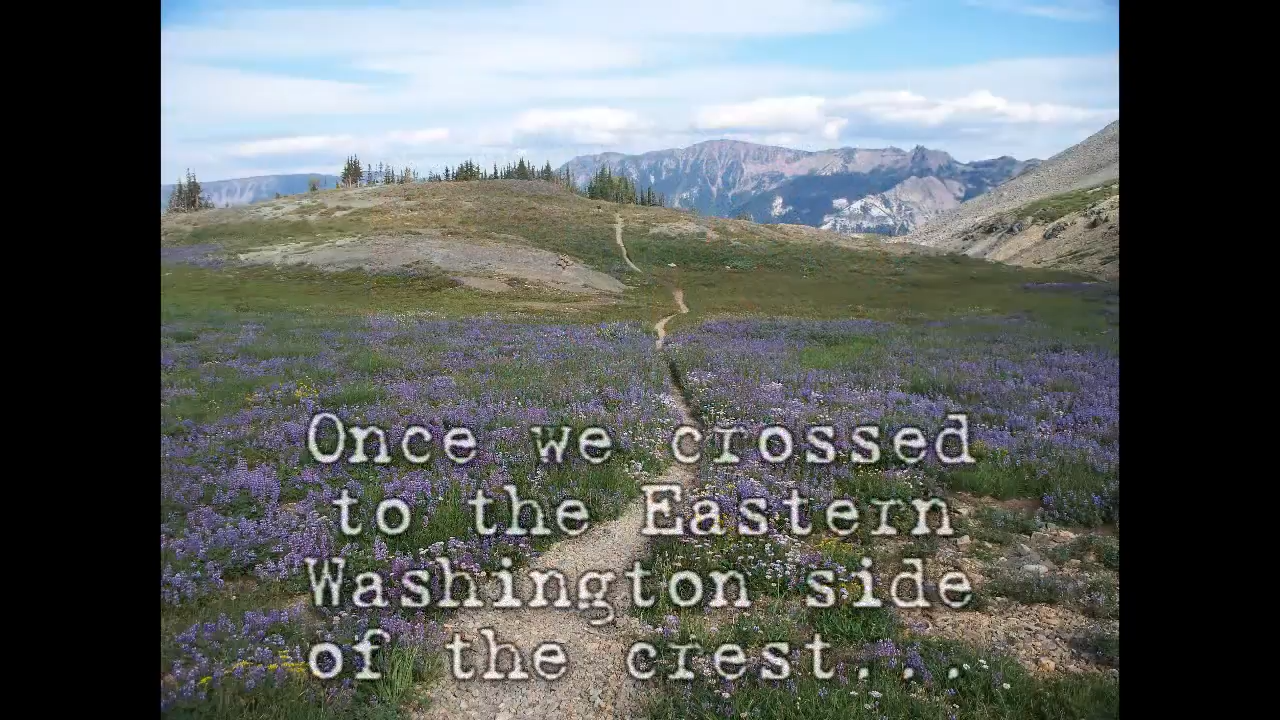 Once we crossed
to the Eastern
Washington side
of the crest...